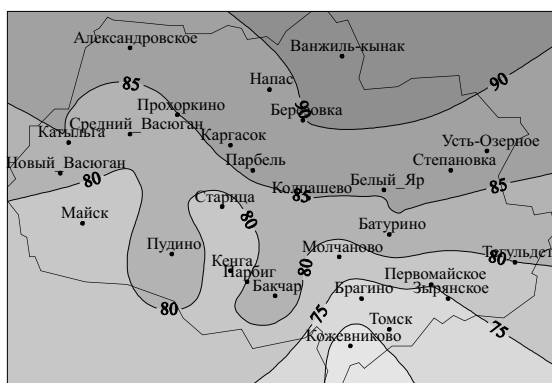 Александровское
Ванжиль-кынак
85
Напас
90
90
Прохоркино
Берёзовка
Средний_Васюган
Катыльга
Каргасок
Усть-Озерное
Новый_Васюган
80
Парбель
Степановка
Колпашево
Белый_Яр
85
85
Старица
Майск
80
Батурино
Пудино
Молчаново
Тегульдет
80
Кенга
80
Парбиг
Первомайское
Бакчар
Брагино
Зырянское
80
75
75
Томск
Кожевниково